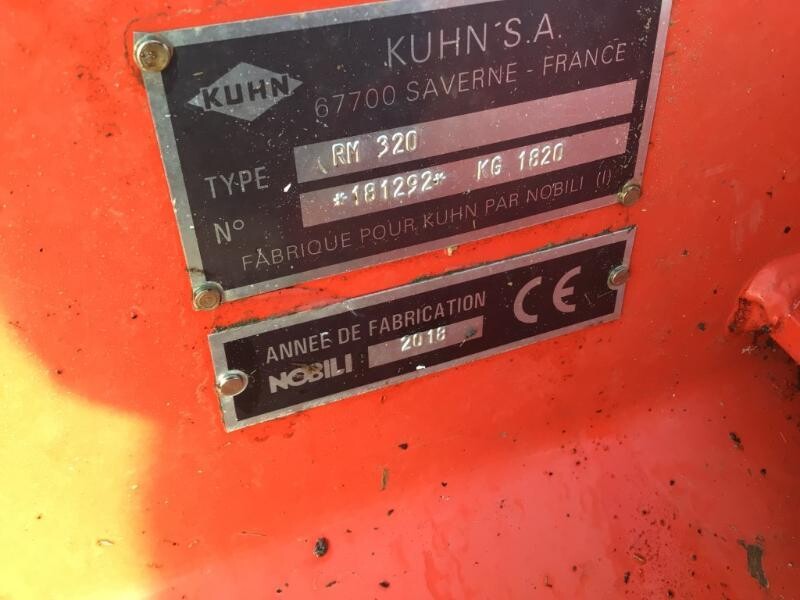 KUHN
KUHN S.A.
67700 SAVERNE - FRANCE
TYPE RM 320
N° *181292* KG 1820
FABRIQUE POUR KUHN PAR NOBILI (I)
ANNEE DE FABRICATION CE
NOBILI 2018